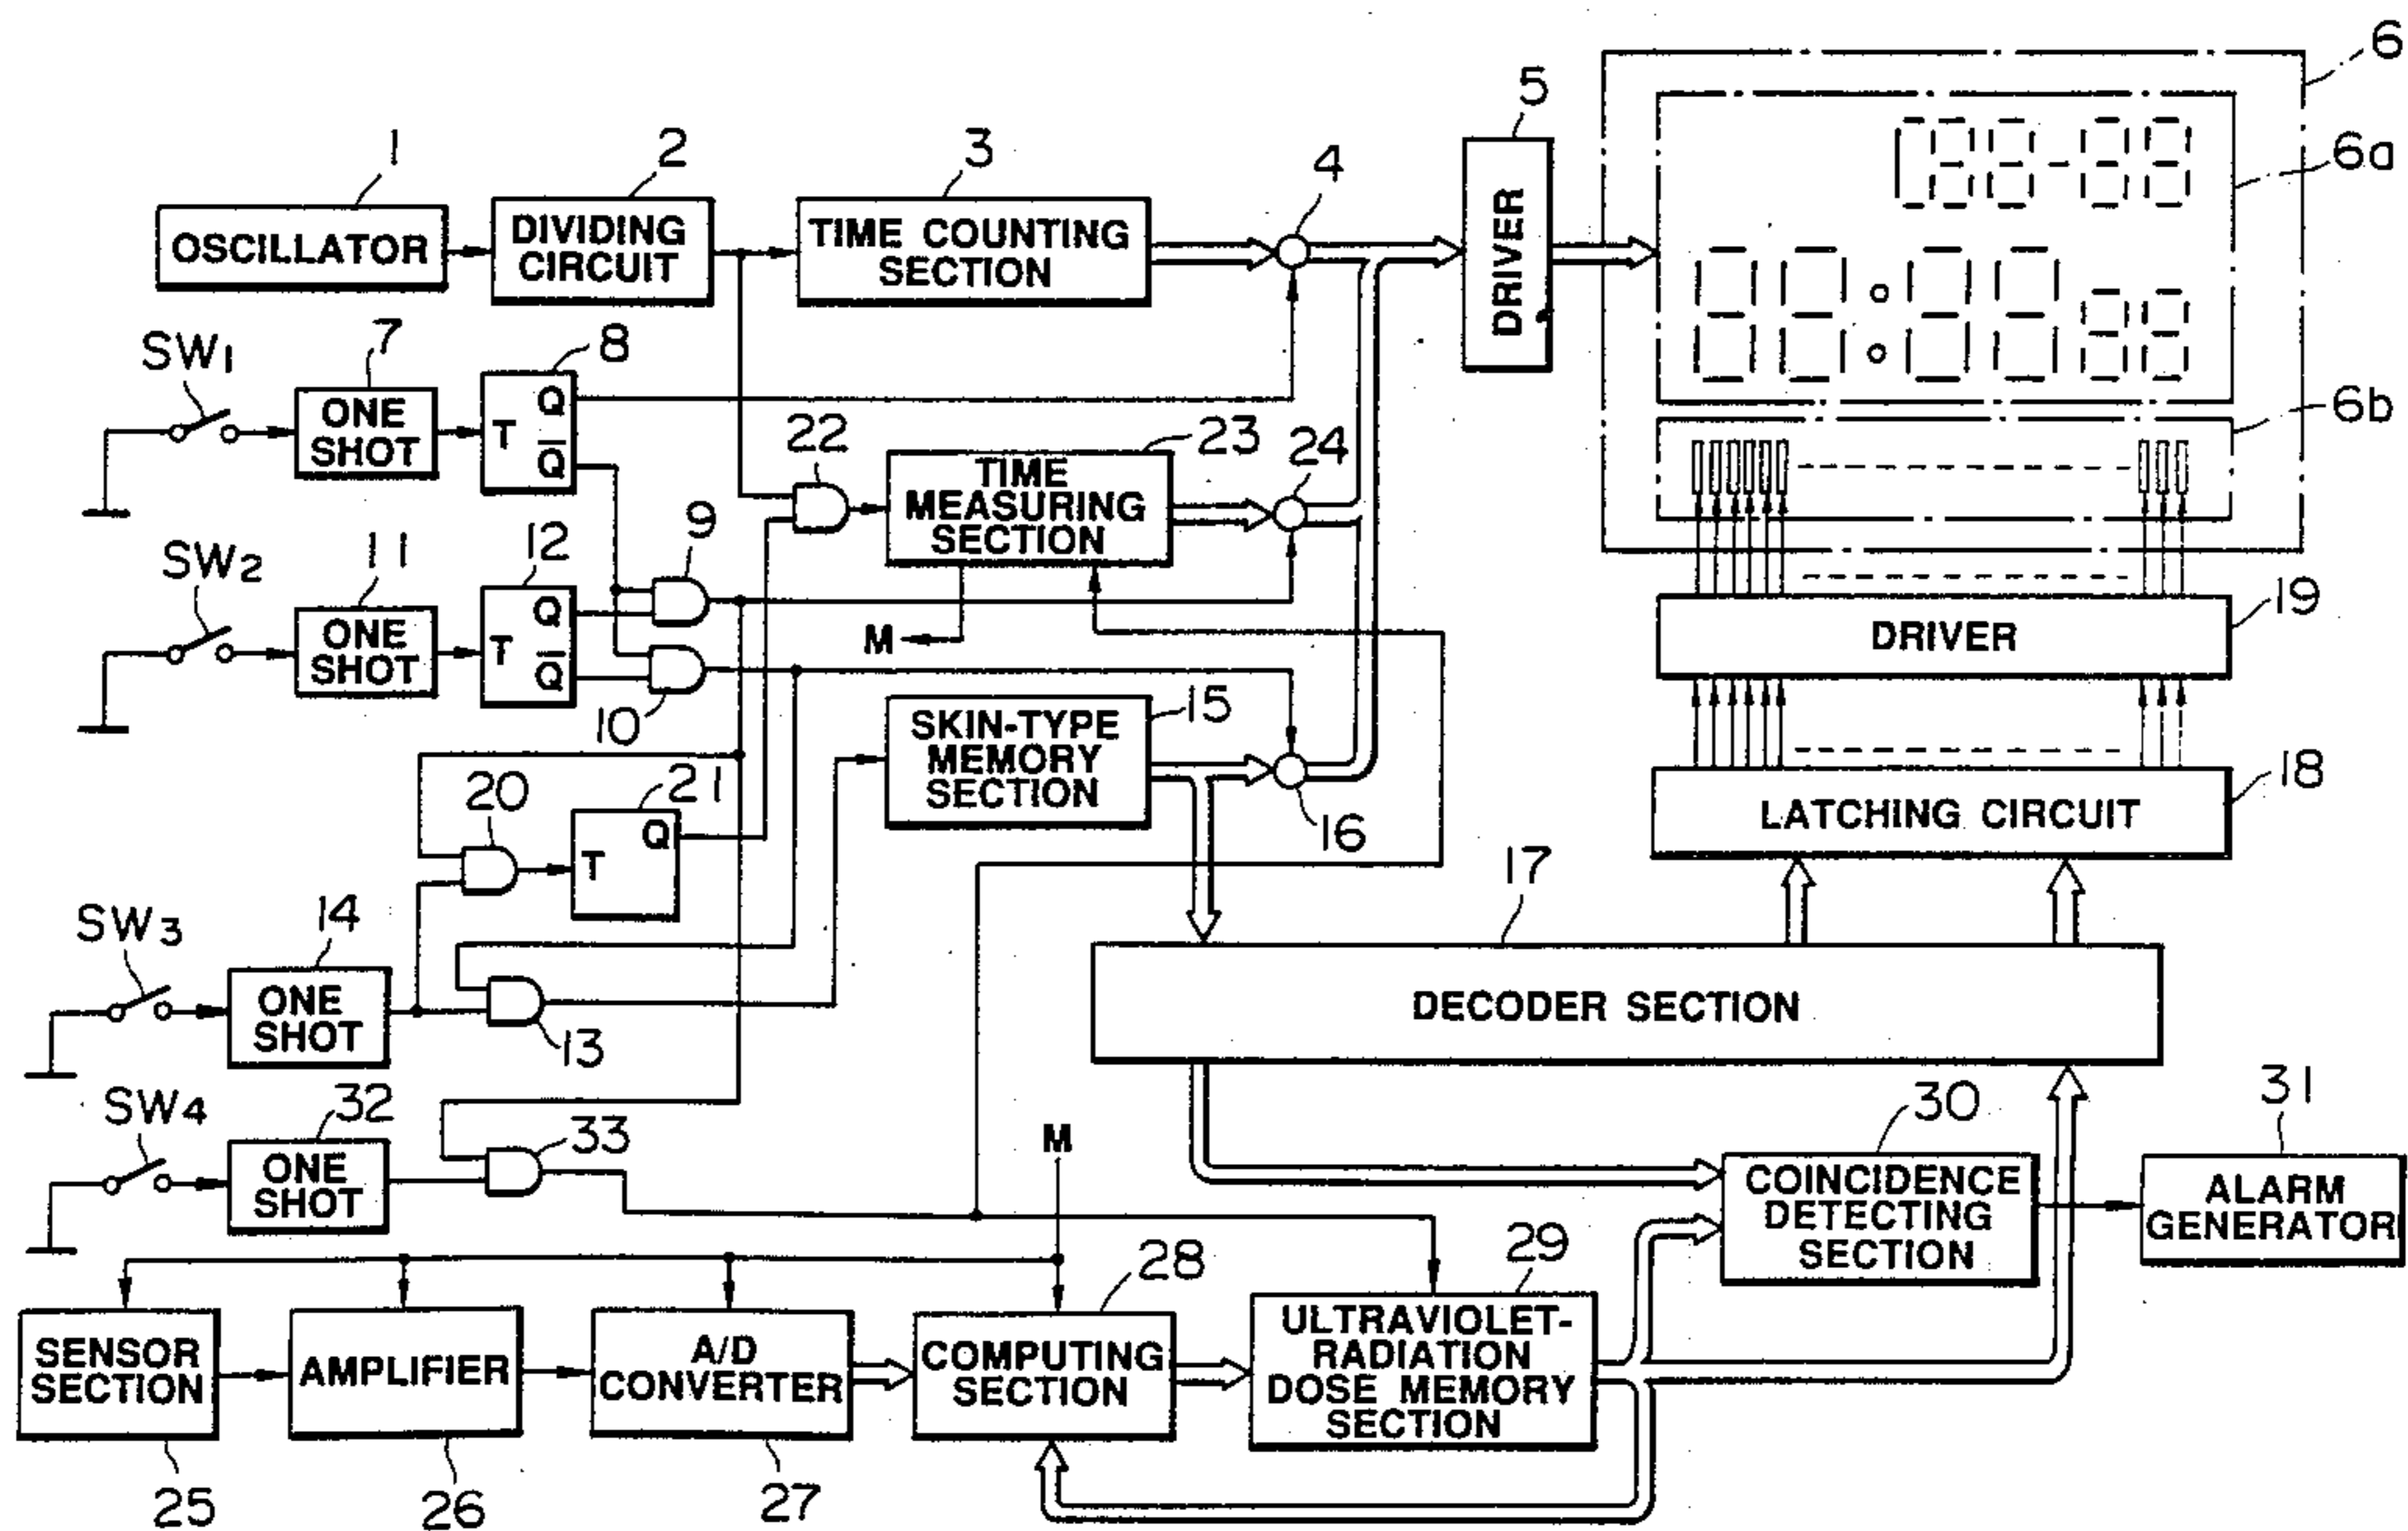 6
5
6a
1
2
3
4
OSCILLATOR
DIVIDING
CIRCUIT
TIME COUNTING
SECTION
DRIVER
SW1
7
8
ONE
SHOT
T
Q
Q̅
6b
22
23
24
TIME
MEASURING
SECTION
SW2
11
12
9
ONE
SHOT
T
Q
Q̅
M
19
DRIVER
10
15
SKIN-TYPE
MEMORY
SECTION
16
20
21
T
Q
18
LATCHING CIRCUIT
17
SW3
14
ONE
SHOT
13
DECODER SECTION
SW4
32
ONE
SHOT
33
M
30
31
COINCIDENCE
DETECTING
SECTION
ALARM
GENERATOR
28
29
SENSOR
SECTION
AMPLIFIER
A/D
CONVERTER
COMPUTING
SECTION
ULTRAVIOLET-
RADIATION
DOSE MEMORY
SECTION
25
26
27